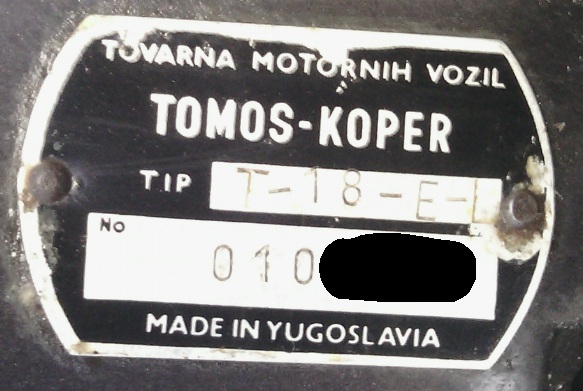 TOVARNA MOTORNIH VOZIL
TOMOS-KOPER
TIP T-18-E-
No
010
MADE IN YUGOSLAVIA